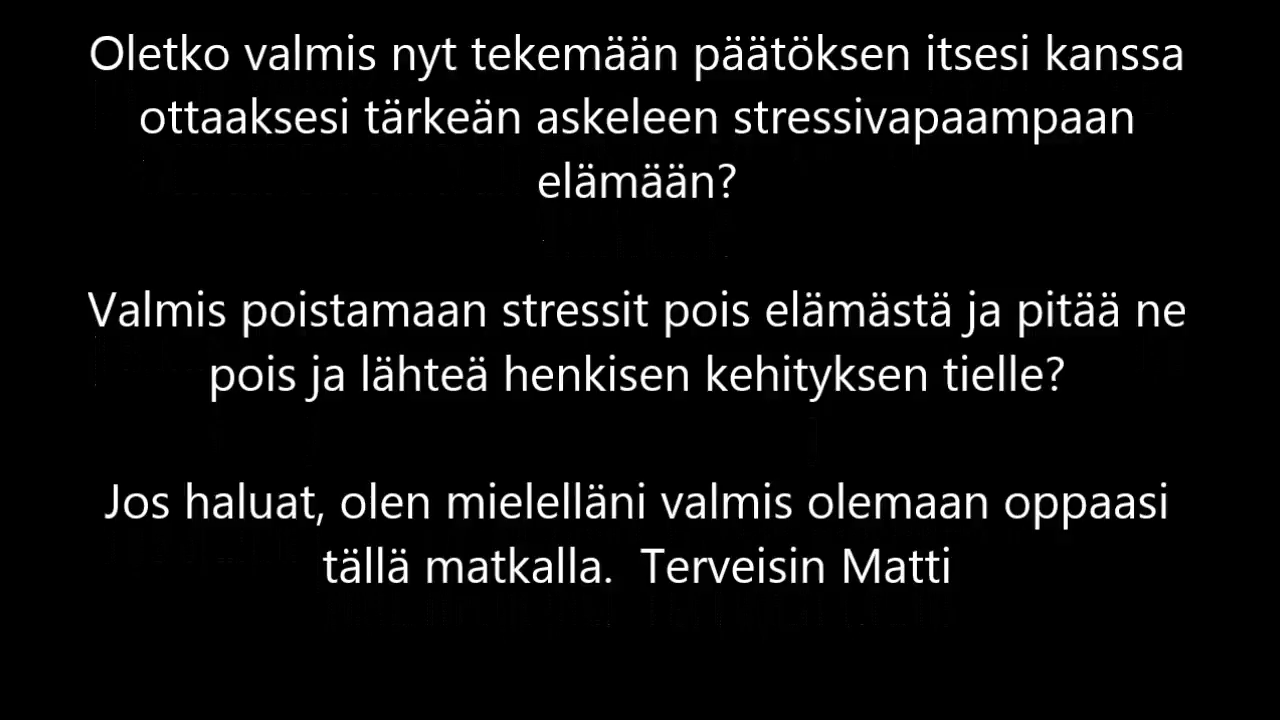 Oletko valmis nyt tekemään päätöksen itsesi kanssa
ottaaksesi tärkeän askeleen stressivapaampaan
elämään?
Valmis poistamaan stressit pois elämästä ja pitää ne
pois ja lähteä henkisen kehityksen tielle?
Jos haluat, olen mielelläni valmis olemaan oppaasi
tällä matkalla.  Terveisin Matti